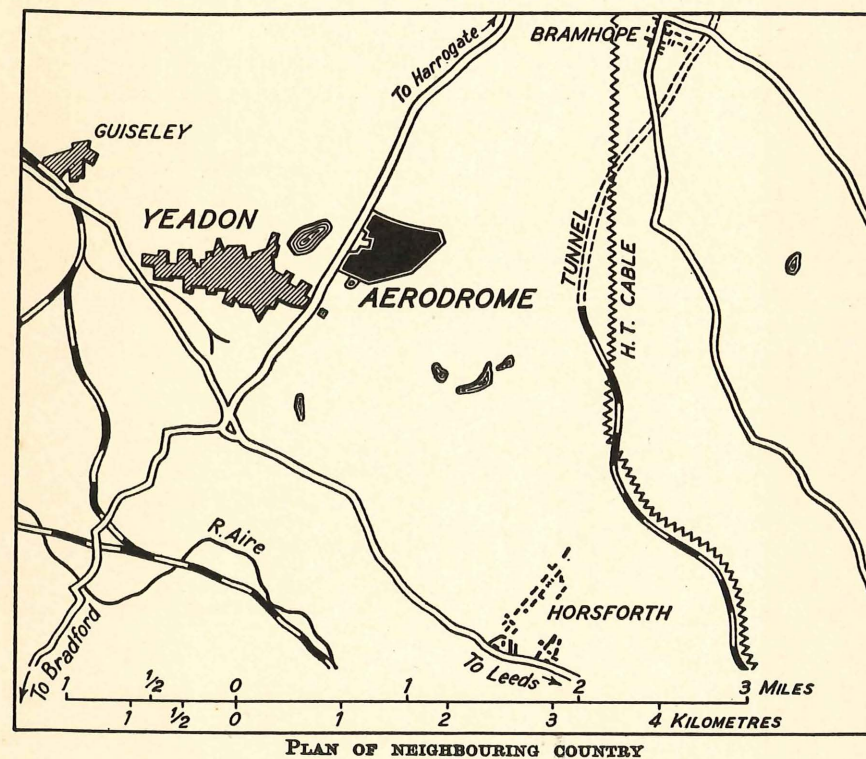 BRAMHOPE
To Harrogate →
GUISELEY
YEADON
TUNNEL
AERODROME
H.T. CABLE
R. Aire
HORSFORTH
To Bradford
To Leeds →
1 ½ 0 1 2 3 MILES
1 ½ 0 1 2 3 4 KILOMETRES
PLAN OF NEIGHBOURING COUNTRY